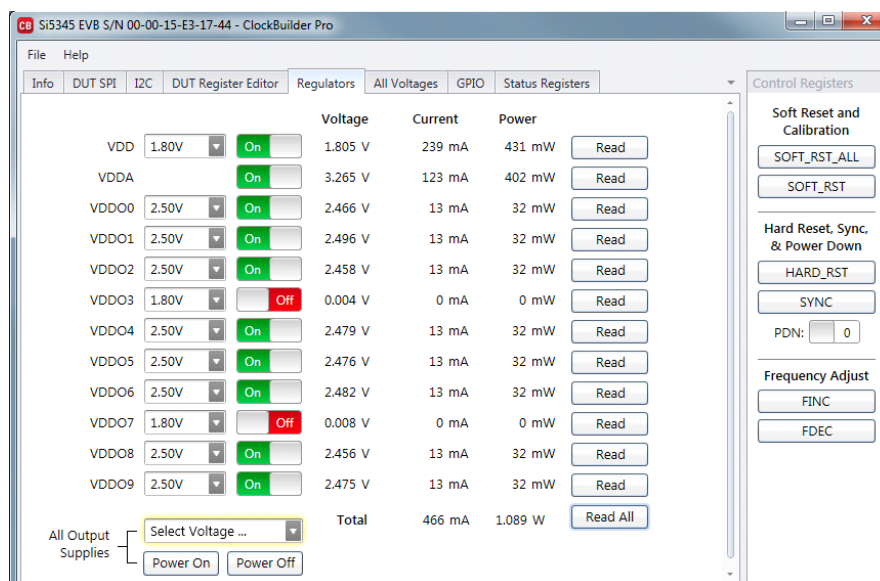 CB Si5345 EVB S/N 00-00-15-E3-17-44 - ClockBuilder Pro
File Help
Info DUT SPI I2C DUT Register Editor Regulators All Voltages GPIO Status Registers
Voltage Current Power
VDD 1.80V On 1.805 V 239 mA 431 mW Read
VDDA On 3.265 V 123 mA 402 mW Read
VDDO0 2.50V On 2.466 V 13 mA 32 mW Read
VDDO1 2.50V On 2.496 V 13 mA 32 mW Read
VDDO2 2.50V On 2.458 V 13 mA 32 mW Read
VDDO3 1.80V Off 0.004 V 0 mA 0 mW Read
VDDO4 2.50V On 2.479 V 13 mA 32 mW Read
VDDO5 2.50V On 2.476 V 13 mA 32 mW Read
VDDO6 2.50V On 2.482 V 13 mA 32 mW Read
VDDO7 1.80V Off 0.008 V 0 mA 0 mW Read
VDDO8 2.50V On 2.456 V 13 mA 32 mW Read
VDDO9 2.50V On 2.475 V 13 mA 32 mW Read
Total 466 mA 1.089 W Read All
All Output
Supplies
Select Voltage ...
Power On Power Off
Control Registers
Soft Reset and
Calibration
SOFT_RST_ALL
SOFT_RST
Hard Reset, Sync,
& Power Down
HARD_RST
SYNC
PDN: 0
Frequency Adjust
FINC
FDEC